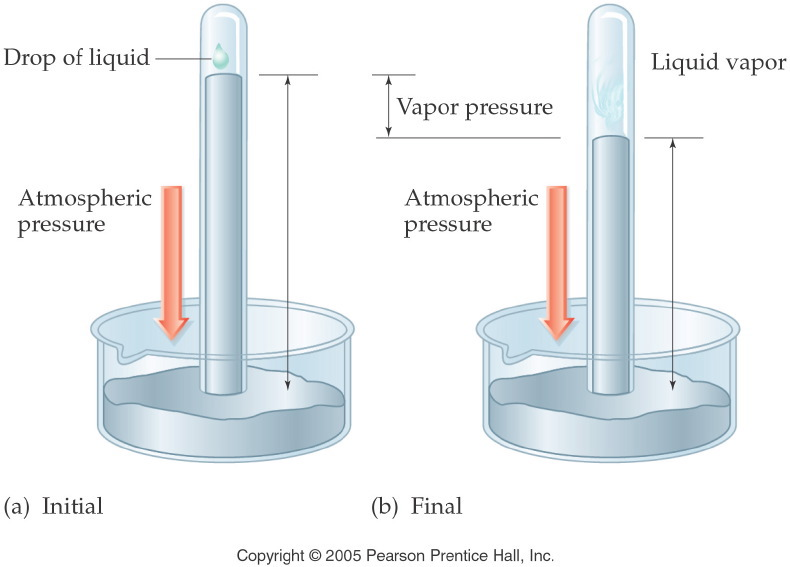 Drop of liquid
Liquid vapor
Vapor pressure
Atmospheric
pressure
Atmospheric
pressure
(a) Initial
(b) Final
Copyright © 2005 Pearson Prentice Hall, Inc.